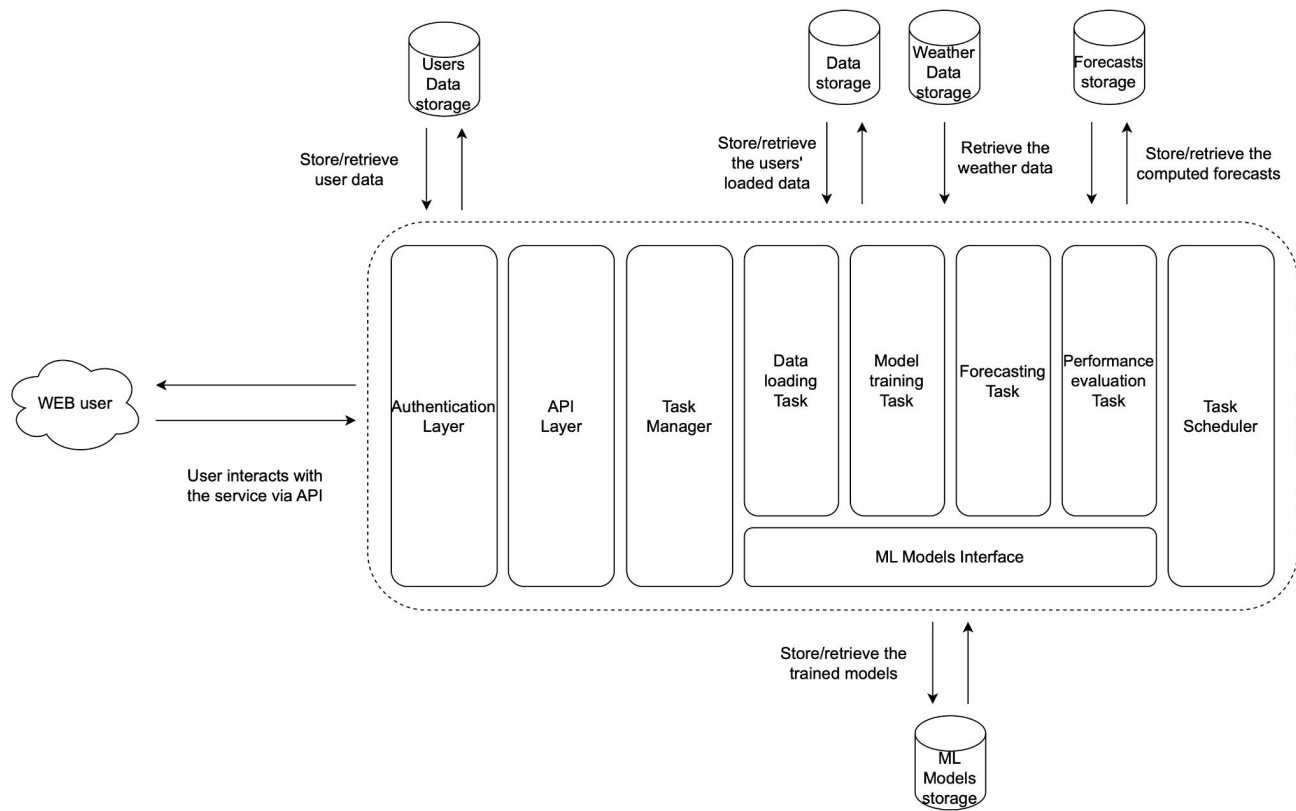 Users
Data
storage
Data
storage
Weather
Data
storage
Forecasts
storage
Store/retrieve
user data
Store/retrieve
the users'
loaded data
Retrieve the
weather data
Store/retrieve the
computed forecasts
WEB user
User interacts with
the service via API
Authentication
Layer
API
Layer
Task
Manager
Data
loading
Task
Model
training
Task
Forecasting
Task
Performance
evaluation
Task
Task
Scheduler
ML Models Interface
Store/retrieve the
trained models
ML
Models
storage